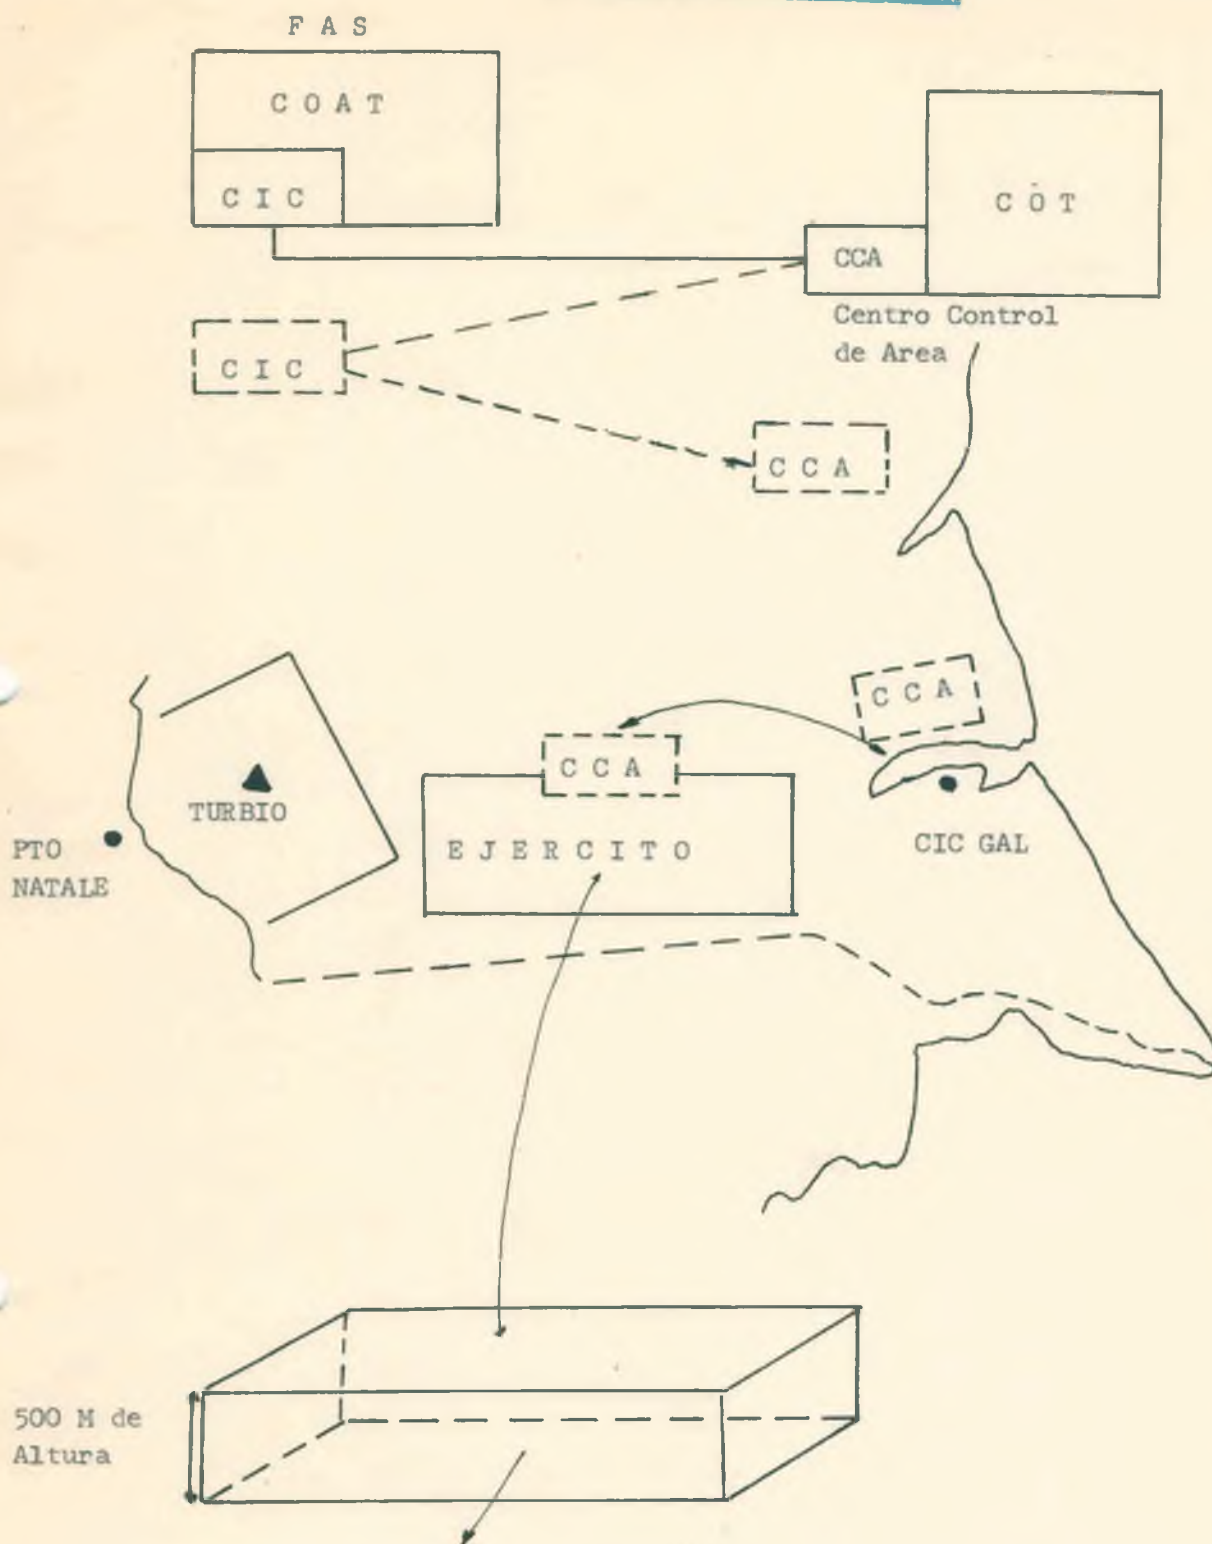 F A S
C O A T
C I C
C O T
CCA
Centro Control
de Area
C I C
C C A
C C A
C C A
TURBIO
E J E R C I T O
PTO
NATALE
CIC GAL
500 M de
Altura